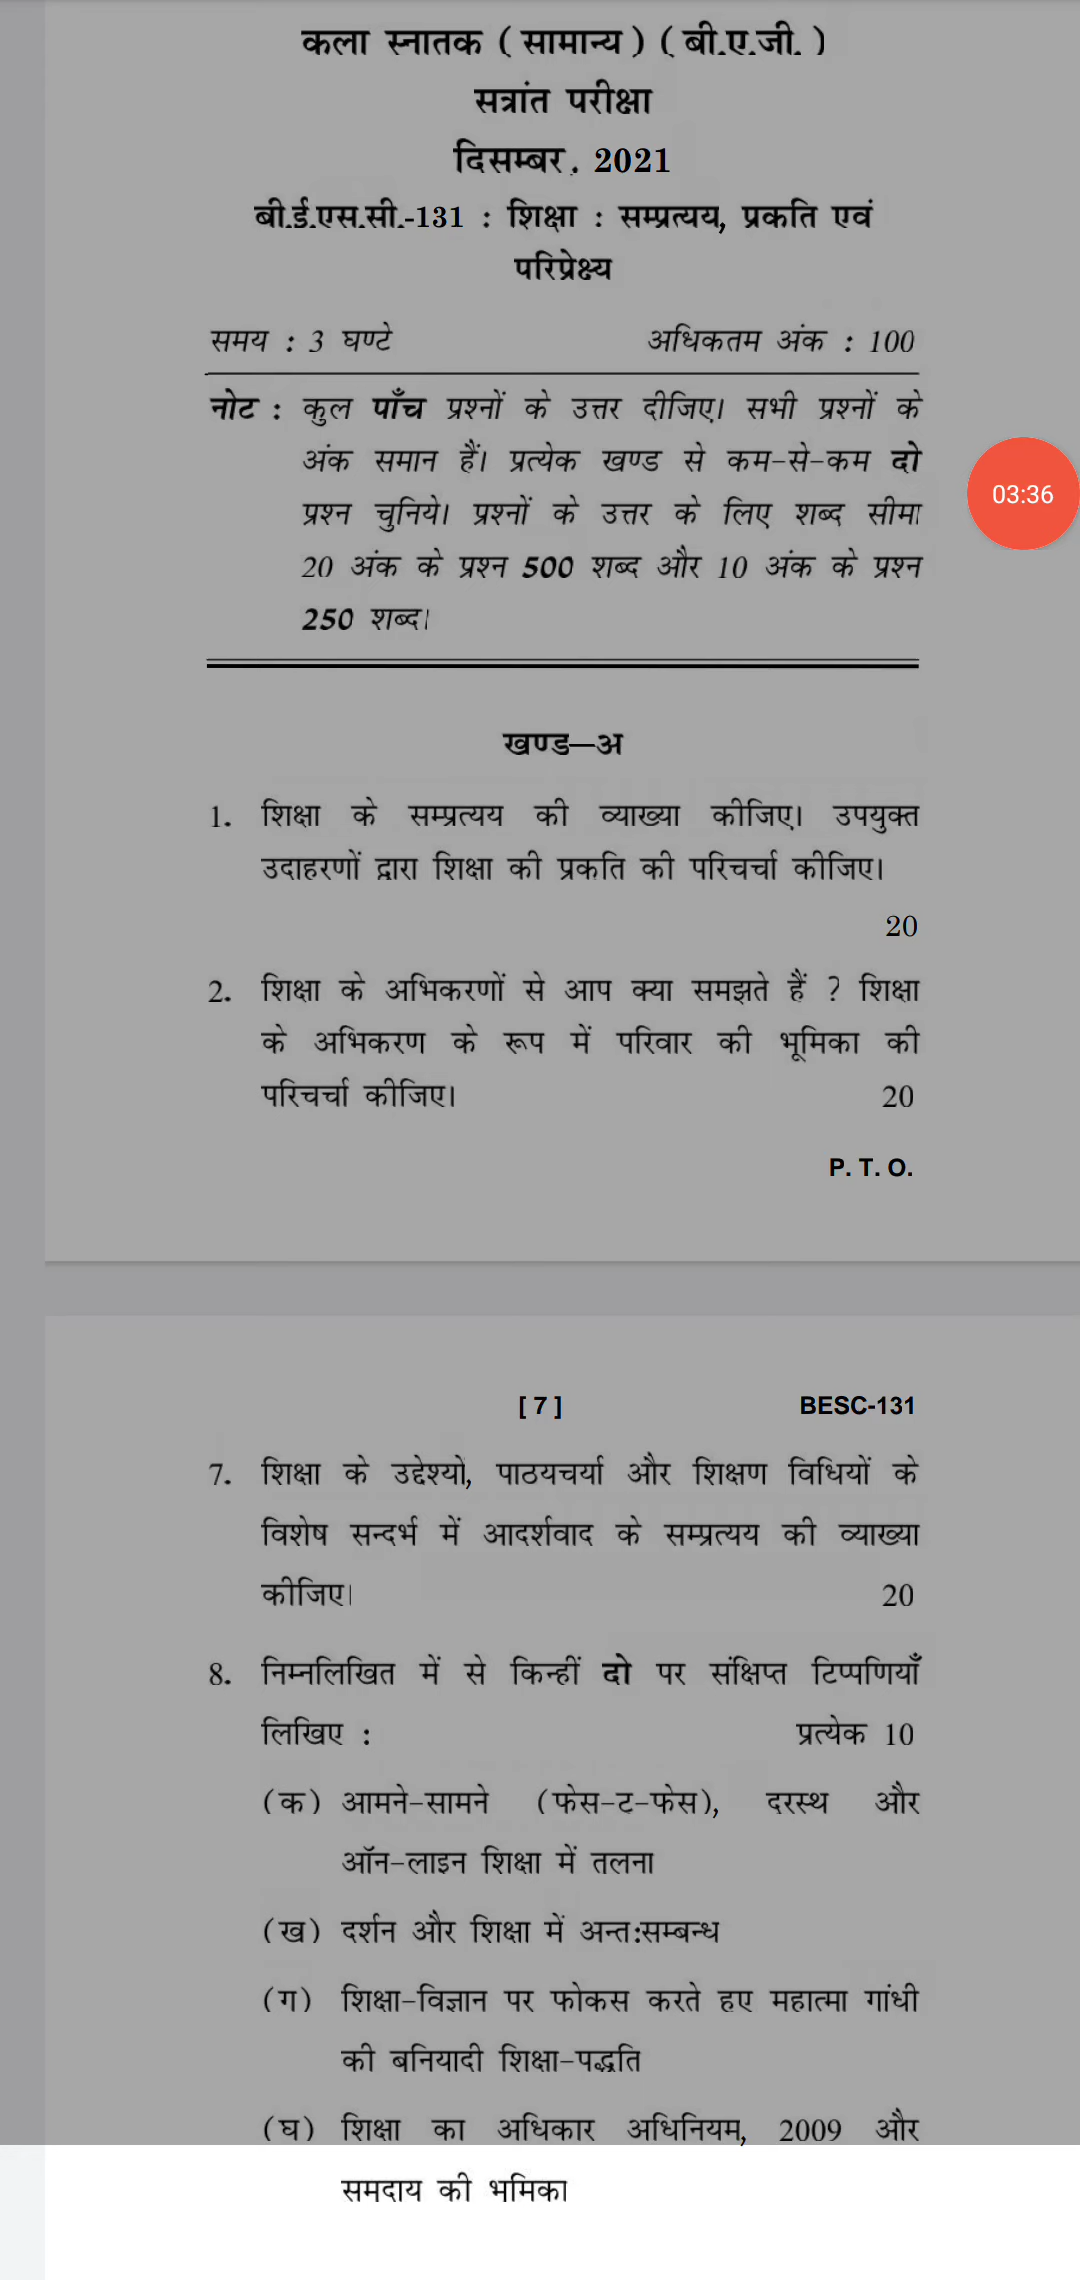 कला स्नातक ( सामान्य ) ( बी.ए.जी. )
सत्रांत परीक्षा
दिसम्बर, 2021
बी.ई.एस.सी.-131 : शिक्षा : सम्प्रत्यय, प्रकति एवं
परिप्रेक्ष्य
समय : 3 घण्टे अधिकतम अंक : 100
नोट : कुल पाँच प्रश्नों के उत्तर दीजिए। सभी प्रश्नों के
अंक समान हैं। प्रत्येक खण्ड से कम-से-कम दो
प्रश्न चुनिये। प्रश्नों के उत्तर के लिए शब्द सीमा
03:36
20 अंक के प्रश्न 500 शब्द और 10 अंक के प्रश्न
250 शब्द।
खण्ड—अ
1. शिक्षा के सम्प्रत्यय की व्याख्या कीजिए। उपयुक्त
उदाहरणों द्वारा शिक्षा की प्रकति की परिचर्चा कीजिए।
20
2. शिक्षा के अभिकरणों से आप क्या समझते हैं ? शिक्षा
के अभिकरण के रूप में परिवार की भूमिका की
परिचर्चा कीजिए। 20
P. T. O.
[ 7 ] BESC-131
7. शिक्षा के उद्देश्यो, पाठयचर्या और शिक्षण विधियों के
विशेष सन्दर्भ में आदर्शवाद के सम्प्रत्यय की व्याख्या
कीजिए। 20
8. निम्नलिखित में से किन्हीं दो पर संक्षिप्त टिप्पणियाँ
लिखिए : प्रत्येक 10
(क) आमने-सामने (फेस-ट-फेस), दरस्थ और
ऑन-लाइन शिक्षा में तलना
(ख) दर्शन और शिक्षा में अन्त:सम्बन्ध
(ग) शिक्षा-विज्ञान पर फोकस करते हए महात्मा गांधी
की बनियादी शिक्षा-पद्धति
(घ) शिक्षा का अधिकार अधिनियम, 2009 और
समदाय की भमिका